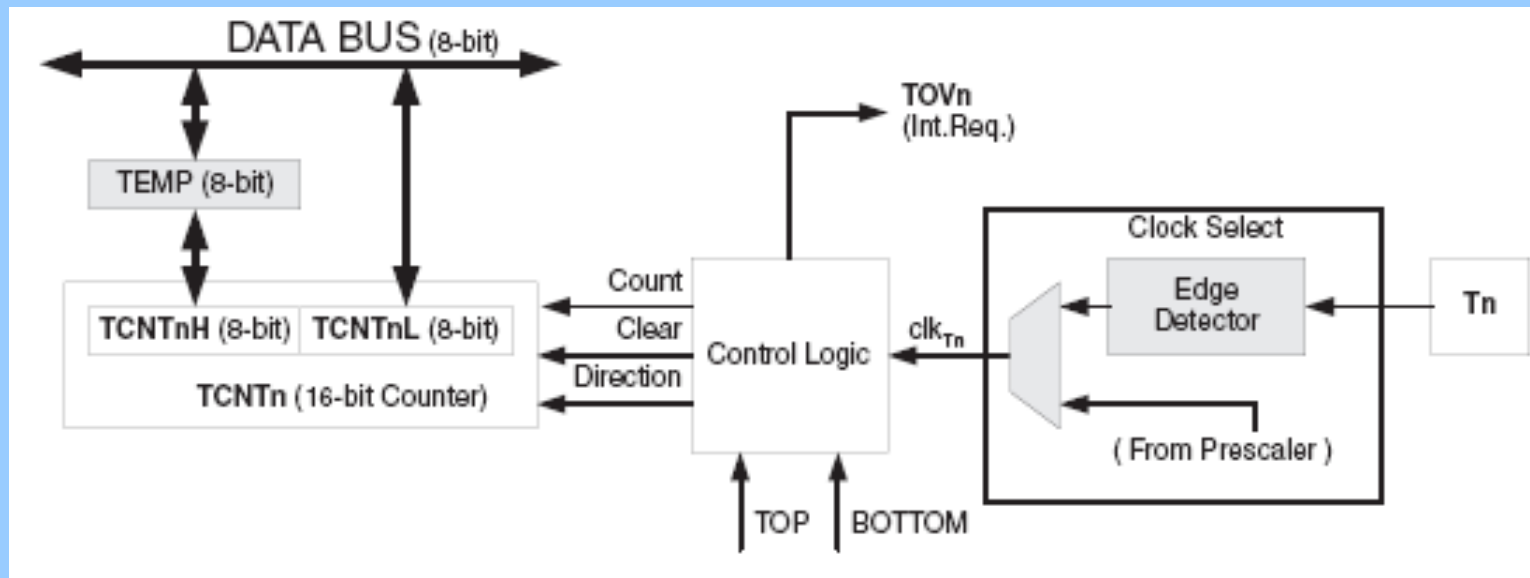 DATA BUS (8-bit)
TOVn
(Int.Req.)
TEMP (8-bit)
Clock Select
Count
Edge
Detector
Tn
TCNTnH (8-bit) TCNTnL (8-bit)
Clear
clkTn
Control Logic
Direction
TCNTn (16-bit Counter)
( From Prescaler )
TOP
BOTTOM